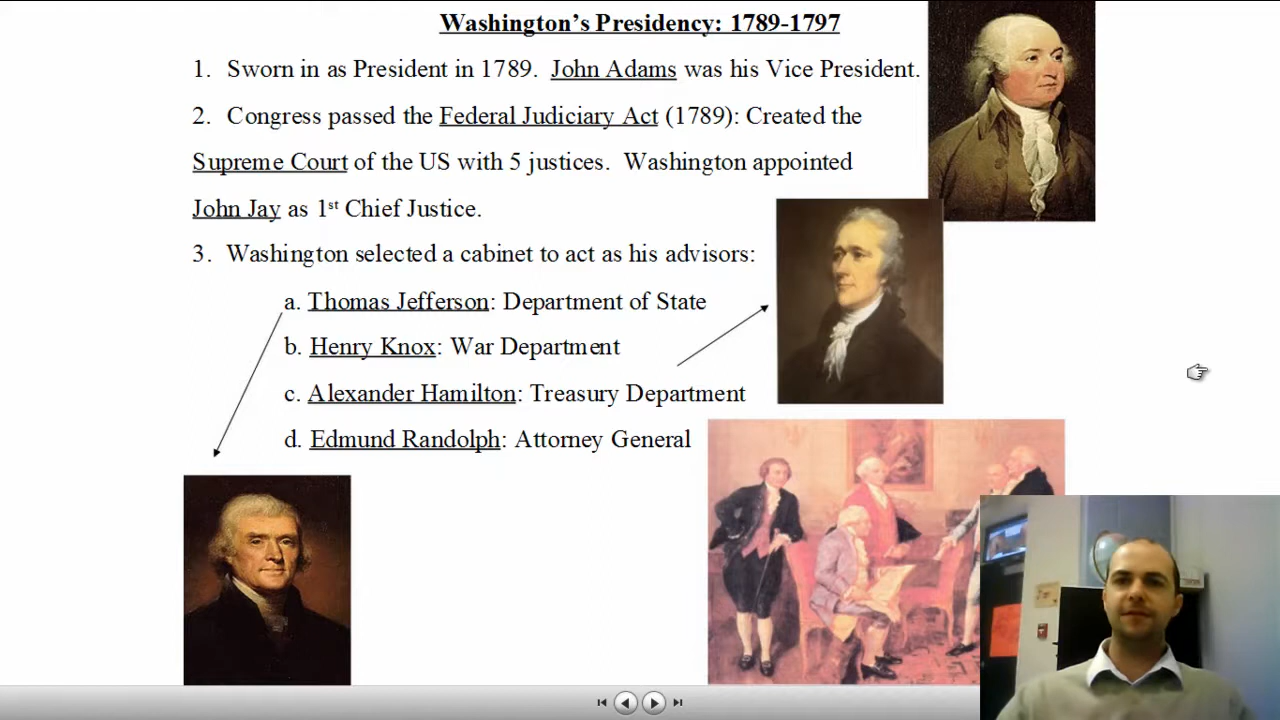 Washington's Presidency: 1789-1797
1. Sworn in as President in 1789. John Adams was his Vice President.
2. Congress passed the Federal Judiciary Act (1789): Created the
Supreme Court of the US with 5 justices. Washington appointed
John Jay as 1st Chief Justice.
3. Washington selected a cabinet to act as his advisors:
a. Thomas Jefferson: Department of State
b. Henry Knox: War Department
c. Alexander Hamilton: Treasury Department
d. Edmund Randolph: Attorney General